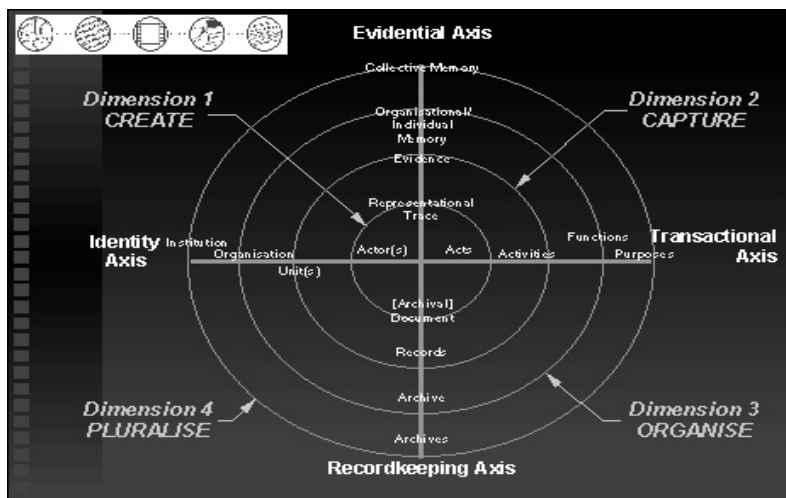 Evidential Axis
Collective Memory
Dimension 1
CREATE
Dimension 2
CAPTURE
Organisational/
Individual
Memory
Evidence
Representational
Trace
Identity
Axis
Institution
Organisation
Unit(s)
Actor(s)
Acts
Activities
Functions
Purposes
Transactional
Axis
[Archival]
Document
Records
Archive
Archives
Dimension 4
PLURALISE
Dimension 3
ORGANISE
Recordkeeping Axis